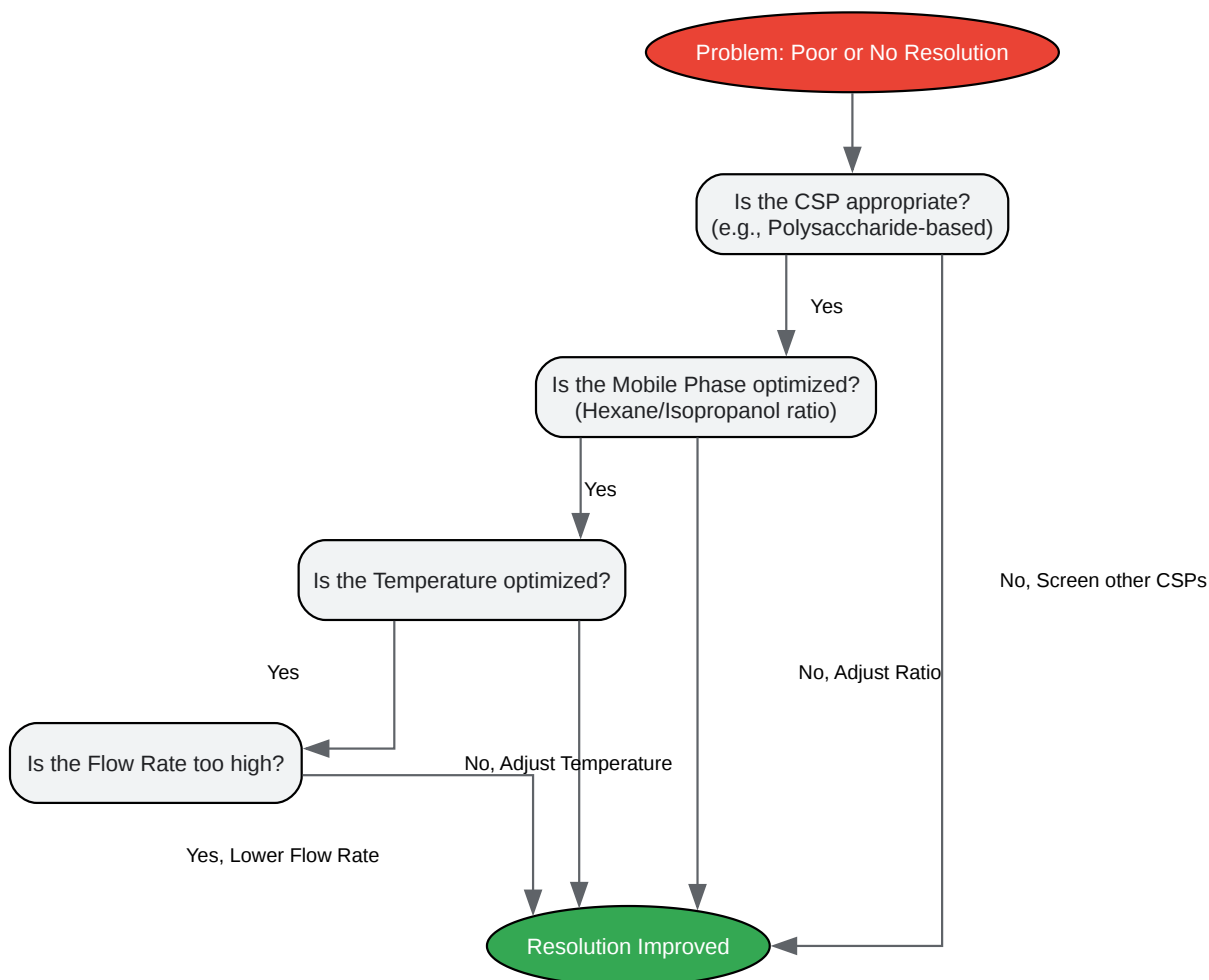 Problem: Poor or No Resolution
Is the CSP appropriate?
(e.g., Polysaccharide-based)
Yes
Is the Mobile Phase optimized?
(Hexane/Isopropanol ratio)
Yes
Is the Temperature optimized?
No, Screen other CSPs
Yes
No, Adjust Ratio
Is the Flow Rate too high?
No, Adjust Temperature
Yes, Lower Flow Rate
Resolution Improved